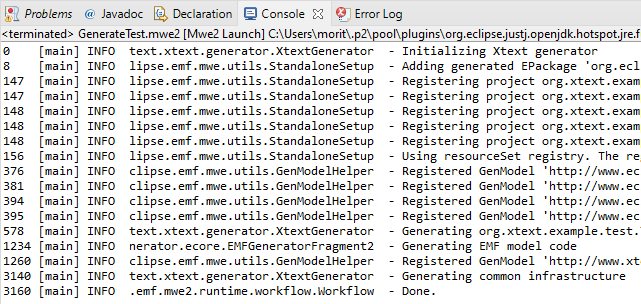 Problems Javadoc Declaration Console Error Log
<terminated> GenerateTest.mwe2 [Mwe2 Launch] C:\Users\morit\.p2\pool\plugins\org.eclipse.justj.openjdk.hotspot.jre.f
0 [main] INFO text.xtext.generator.XtextGenerator - Initializing Xtext generator
8 [main] INFO lipse.emf.mwe.utils.StandaloneSetup - Adding generated EPackage 'org.ecl
147 [main] INFO lipse.emf.mwe.utils.StandaloneSetup - Registering project org.xtext.exam
147 [main] INFO lipse.emf.mwe.utils.StandaloneSetup - Registering project org.xtext.exam
148 [main] INFO lipse.emf.mwe.utils.StandaloneSetup - Registering project org.xtext.exam
148 [main] INFO lipse.emf.mwe.utils.StandaloneSetup - Registering project org.xtext.exam
148 [main] INFO lipse.emf.mwe.utils.StandaloneSetup - Registering project org.xtext.exam
156 [main] INFO lipse.emf.mwe.utils.StandaloneSetup - Using resourceSet registry. The re
376 [main] INFO clipse.emf.mwe.utils.GenModelHelper - Registered GenModel 'http://www.ec
381 [main] INFO clipse.emf.mwe.utils.GenModelHelper - Registered GenModel 'http://www.ec
394 [main] INFO clipse.emf.mwe.utils.GenModelHelper - Registered GenModel 'http://www.ec
395 [main] INFO clipse.emf.mwe.utils.GenModelHelper - Registered GenModel 'http://www.ec
578 [main] INFO text.xtext.generator.XtextGenerator - Generating org.xtext.example.test.
1234 [main] INFO nerator.ecore.EMFGeneratorFragment2 - Generating EMF model code
1260 [main] INFO clipse.emf.mwe.utils.GenModelHelper - Registered GenModel 'http://www.xt
3140 [main] INFO text.xtext.generator.XtextGenerator - Generating common infrastructure
3160 [main] INFO .emf.mwe2.runtime.workflow.Workflow - Done.